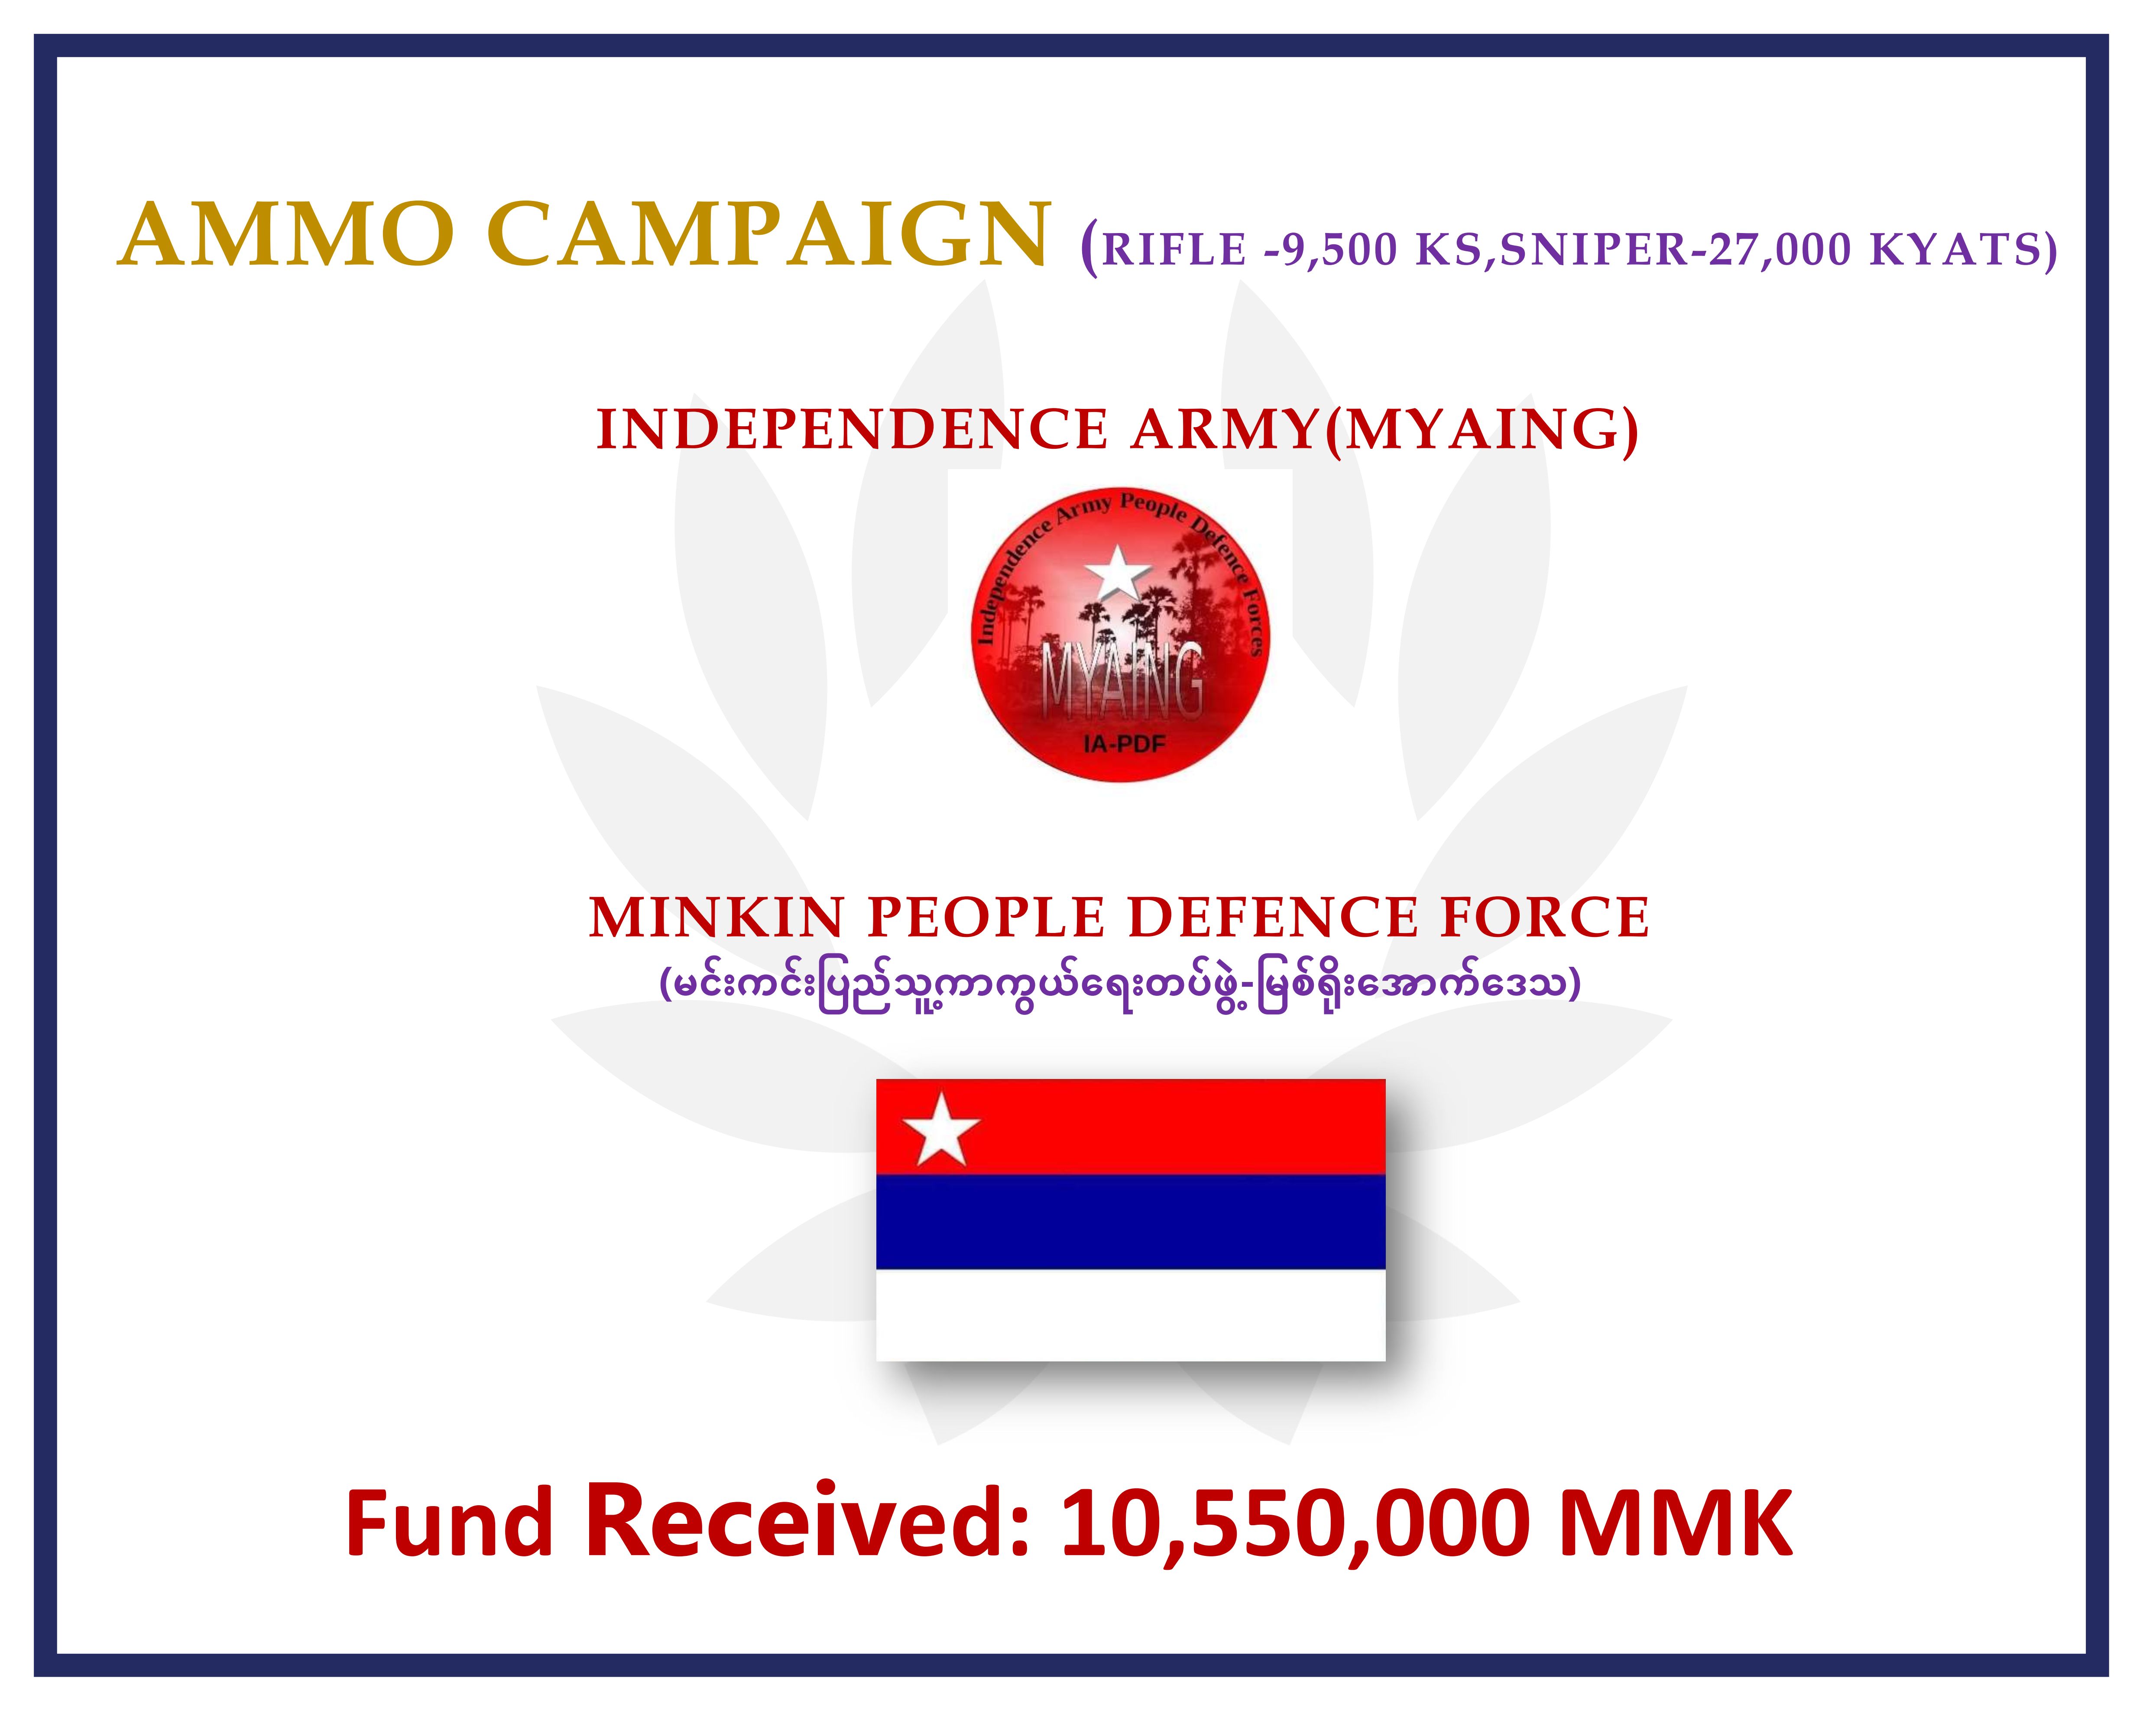 AMMO CAMPAIGN (RIFLE -9,500 KS,SNIPER-27,000 KYATS)
INDEPENDENCE ARMY(MYAING)
Independence Army People Defence Forces
MYAING
IA-PDF
MINKIN PEOPLE DEFENCE FORCE
(မင်းကင်းပြည်သူ့ကာကွယ်ရေးတပ်ဖွဲ့-မြစ်ရိုးအောက်ဒေသ)
Fund Received: 10,550,000 MMK